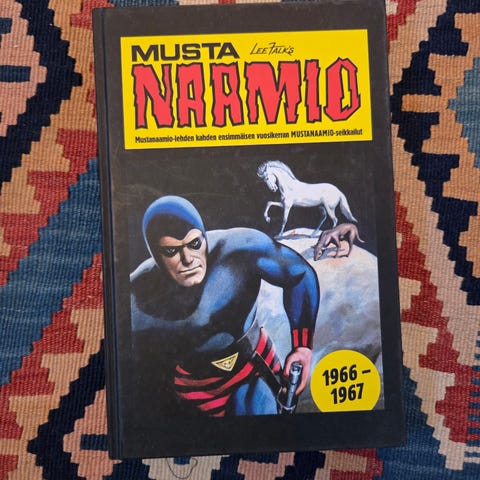 MUSTA
LEE FALK'S
NAAMIO
Mustanaamio-lehden kahden ensimmäisen vuosikerran MUSTANAAMIO-seikkailut
1966 –
1967